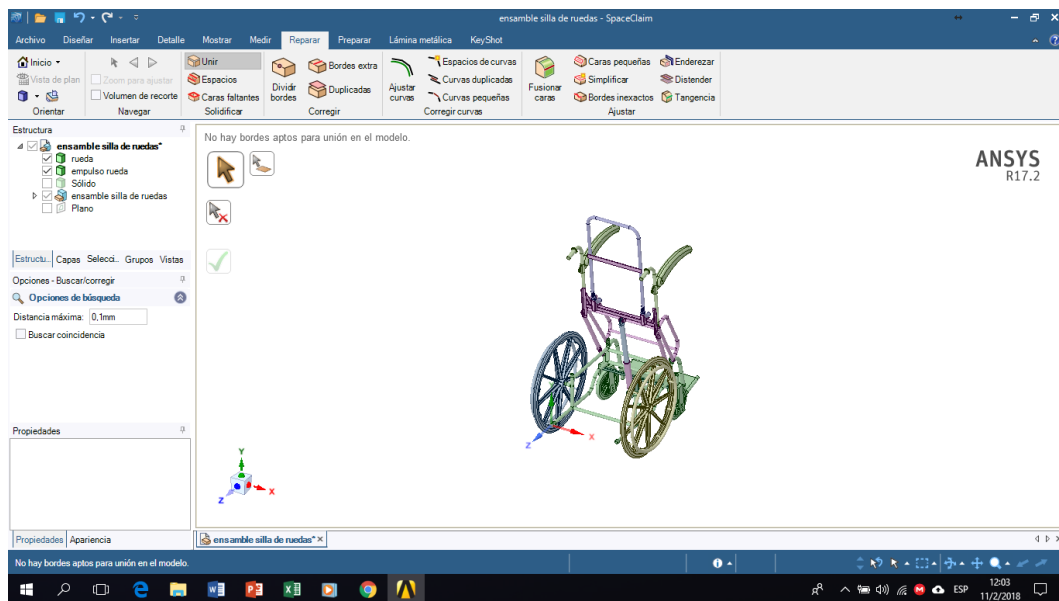 ensamble silla de ruedas - SpaceClaim
Archivo Diseñar Insertar Detalle Mostrar Medir Reparar Preparar Lámina metálica KeyShot
Inicio
Vista de plan
Orientar
Zoom para ajustar
Volumen de recorte
Navegar
Unir
Espacios
Caras faltantes
Solidificar
Dividir bordes
Bordes extra
Duplicadas
Corregir
Ajustar curvas
Espacios de curvas
Curvas duplicadas
Curvas pequeñas
Corregir curvas
Fusionar caras
Caras pequeñas
Simplificar
Bordes inexactos
Enderezar
Distender
Tangencia
Ajustar
Estructura
ensamble silla de ruedas*
rueda
empulso rueda
Sólido
ensamble silla de ruedas
Plano
Estructu... Capas Selecci... Grupos Vistas
Opciones - Buscar/corregir
Opciones de búsqueda
Distancia máxima: 0,1mm
Buscar coincidencia
Propiedades
Propiedades Apariencia
No hay bordes aptos para unión en el modelo.
ANSYS
R17.2
Z X
Y
Z X
ensamble silla de ruedas*
No hay bordes aptos para unión en el modelo.
ESP
12:03
11/2/2018